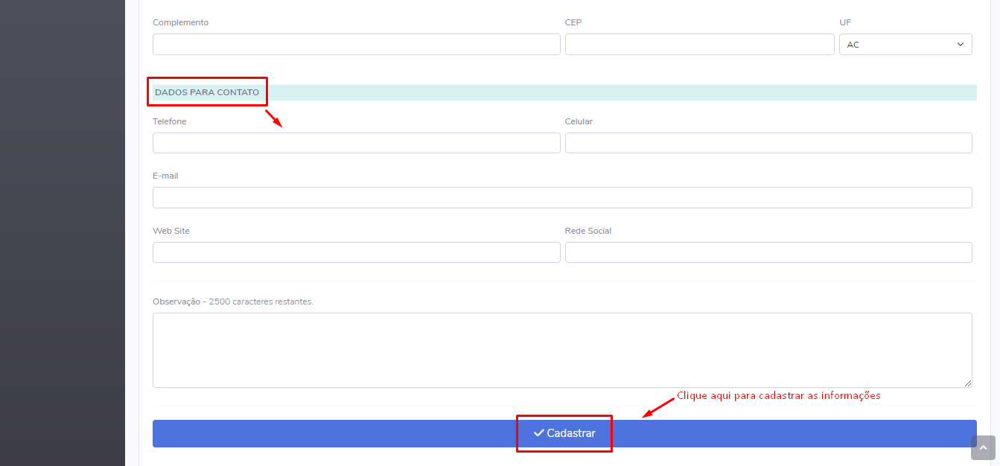 Complemento CEP UF
AC
DADOS PARA CONTATO
Telefone Celular
E-mail
Web Site Rede Social
Observação - 2500 caracteres restantes.
Clique aqui para cadastrar as informações
Cadastrar